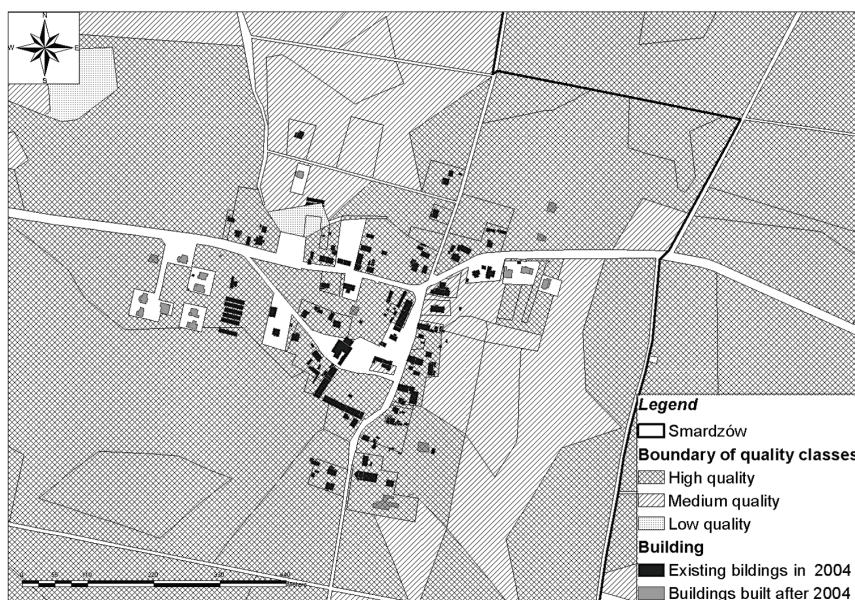 N
W E
S
Legend
Smardzów
Boundary of quality classes
High quality
Medium quality
Low quality
Building
Existing bildings in 2004
Buildings built after 2004